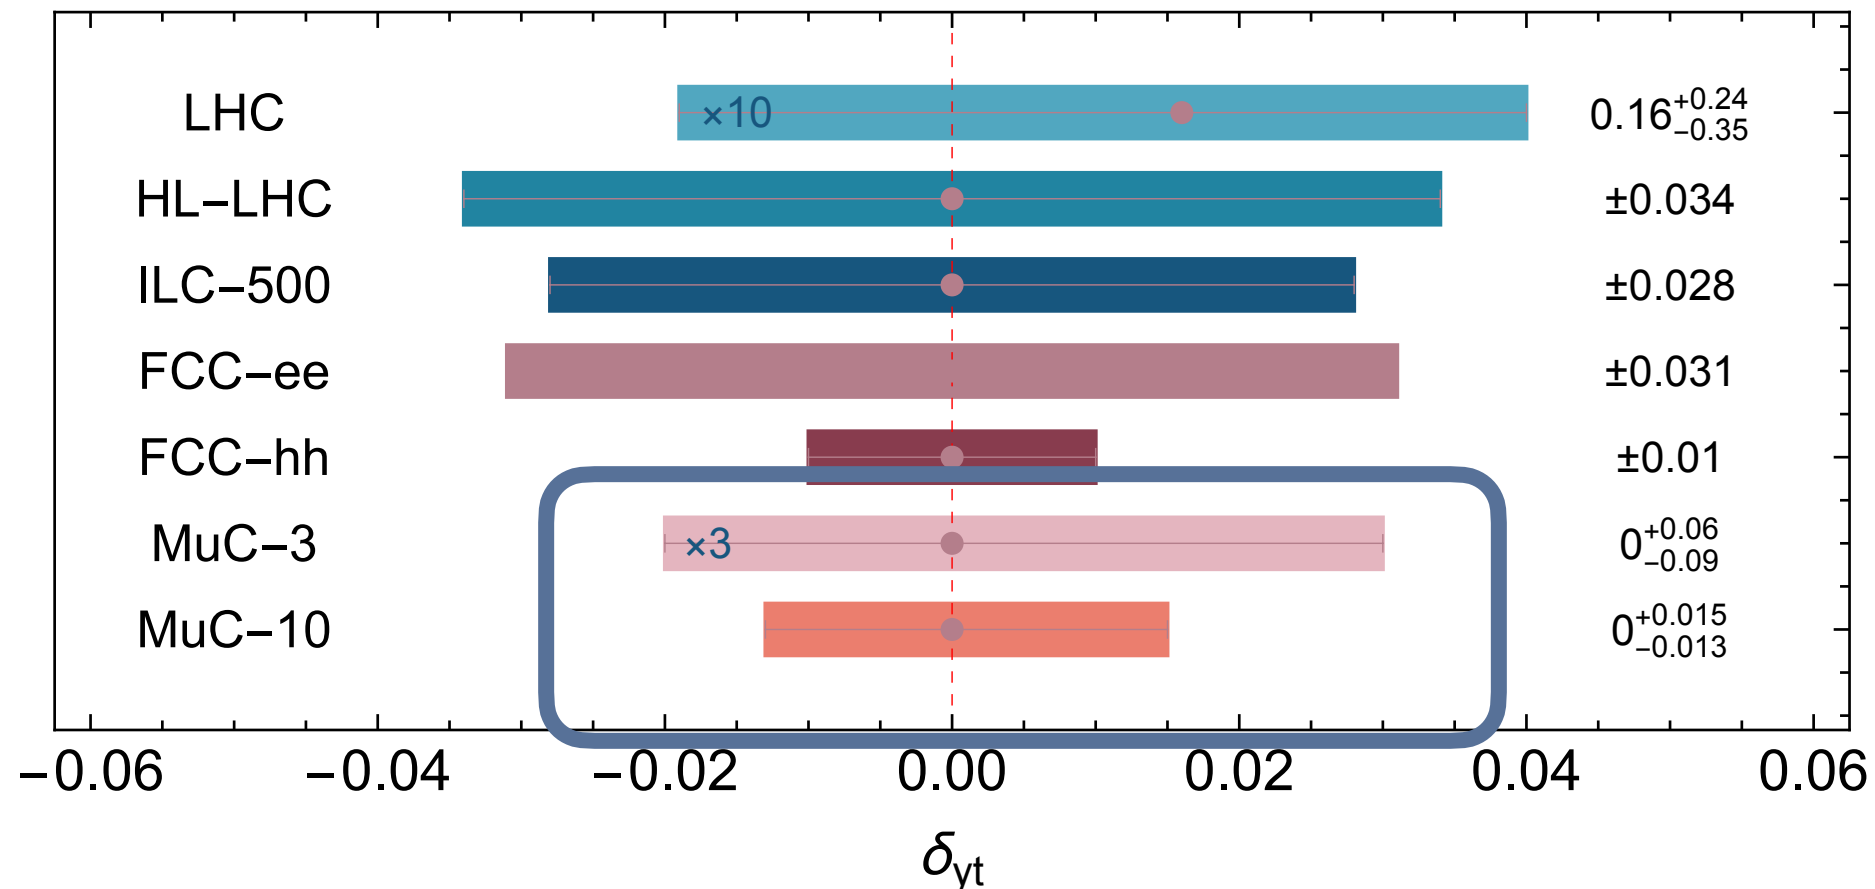 LHC ×10 0.16+0.24−0.35
HL−LHC ±0.034
ILC−500 ±0.028
FCC−ee ±0.031
FCC−hh ±0.01
MuC−3 ×3 0+0.06−0.09
MuC−10 0+0.015−0.013
−0.06 −0.04 −0.02 0.00 0.02 0.04 0.06
δyt